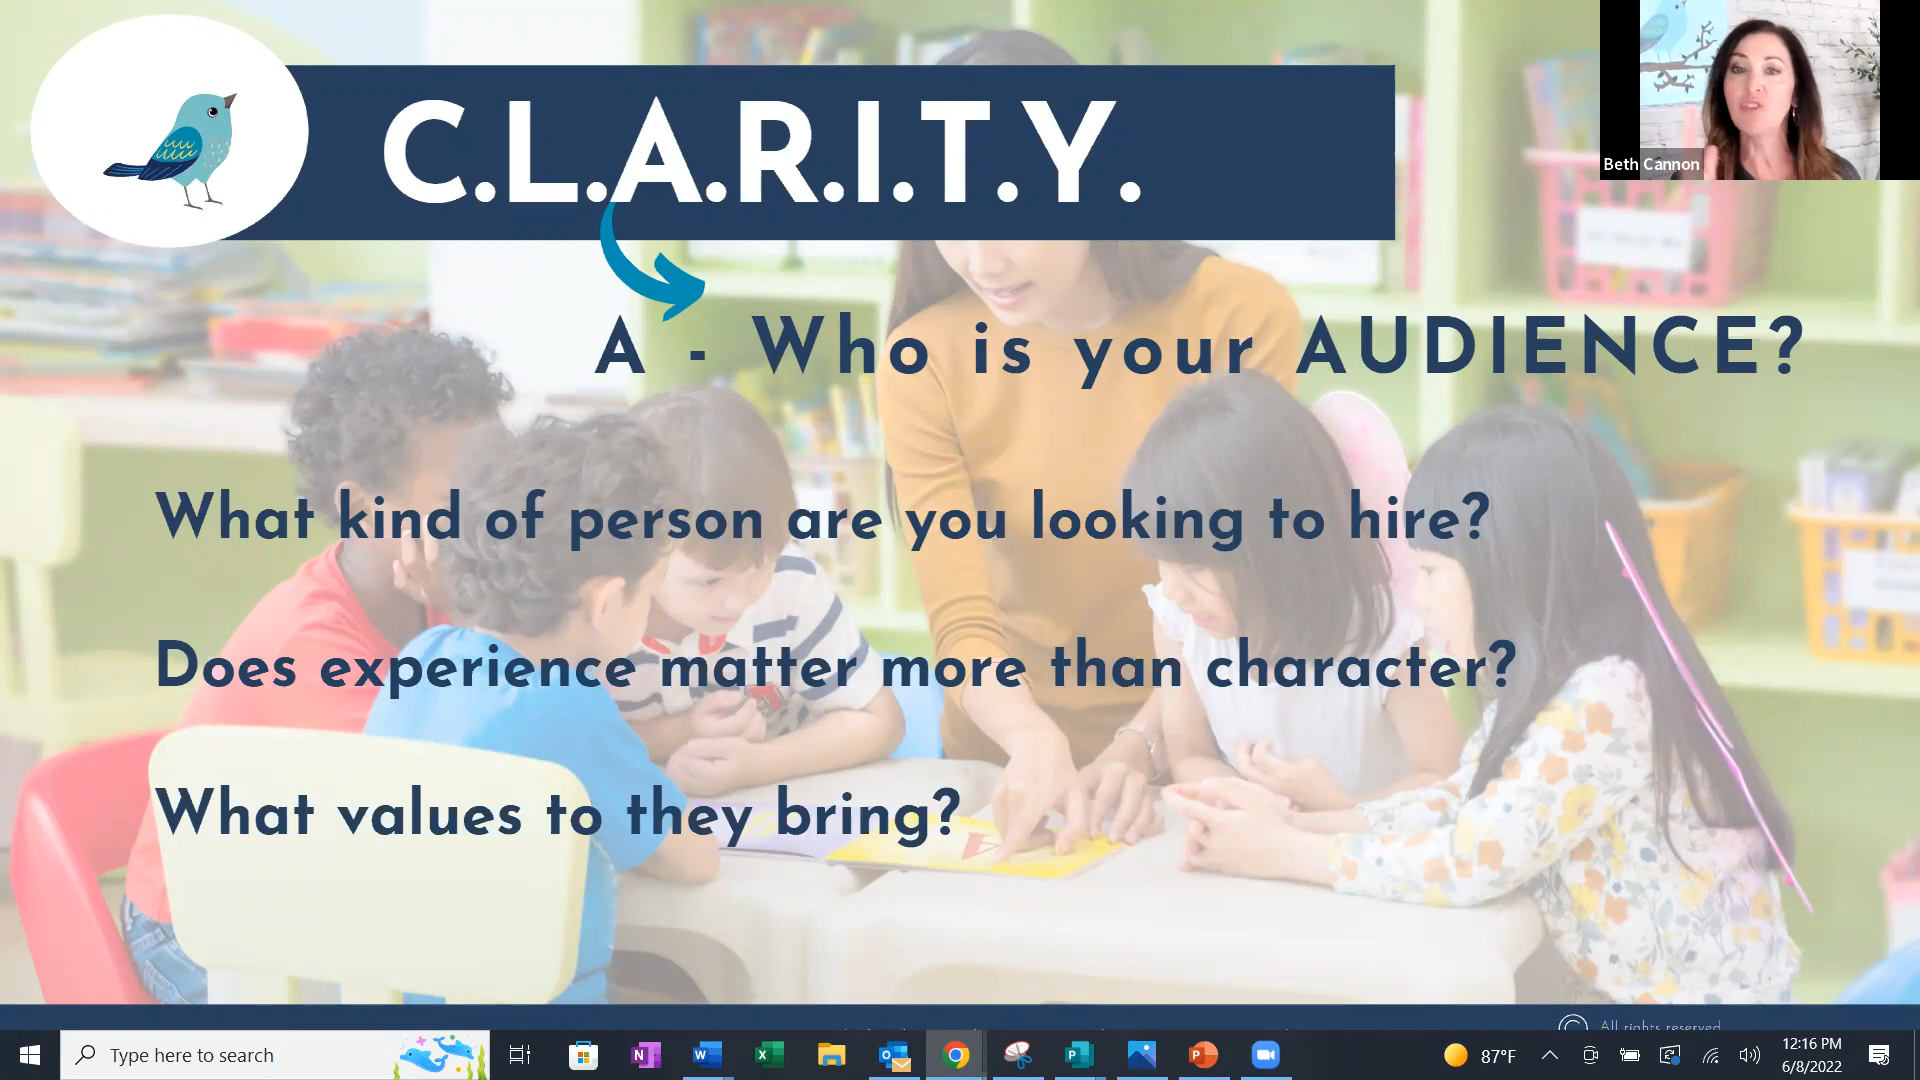 C.L.A.R.I.T.Y.
Beth Cannon
A - Who is your AUDIENCE?
What kind of person are you looking to hire?
Does experience matter more than character?
What values to they bring?
All rights reserved
Type here to search
87°F
12:16 PM
6/8/2022